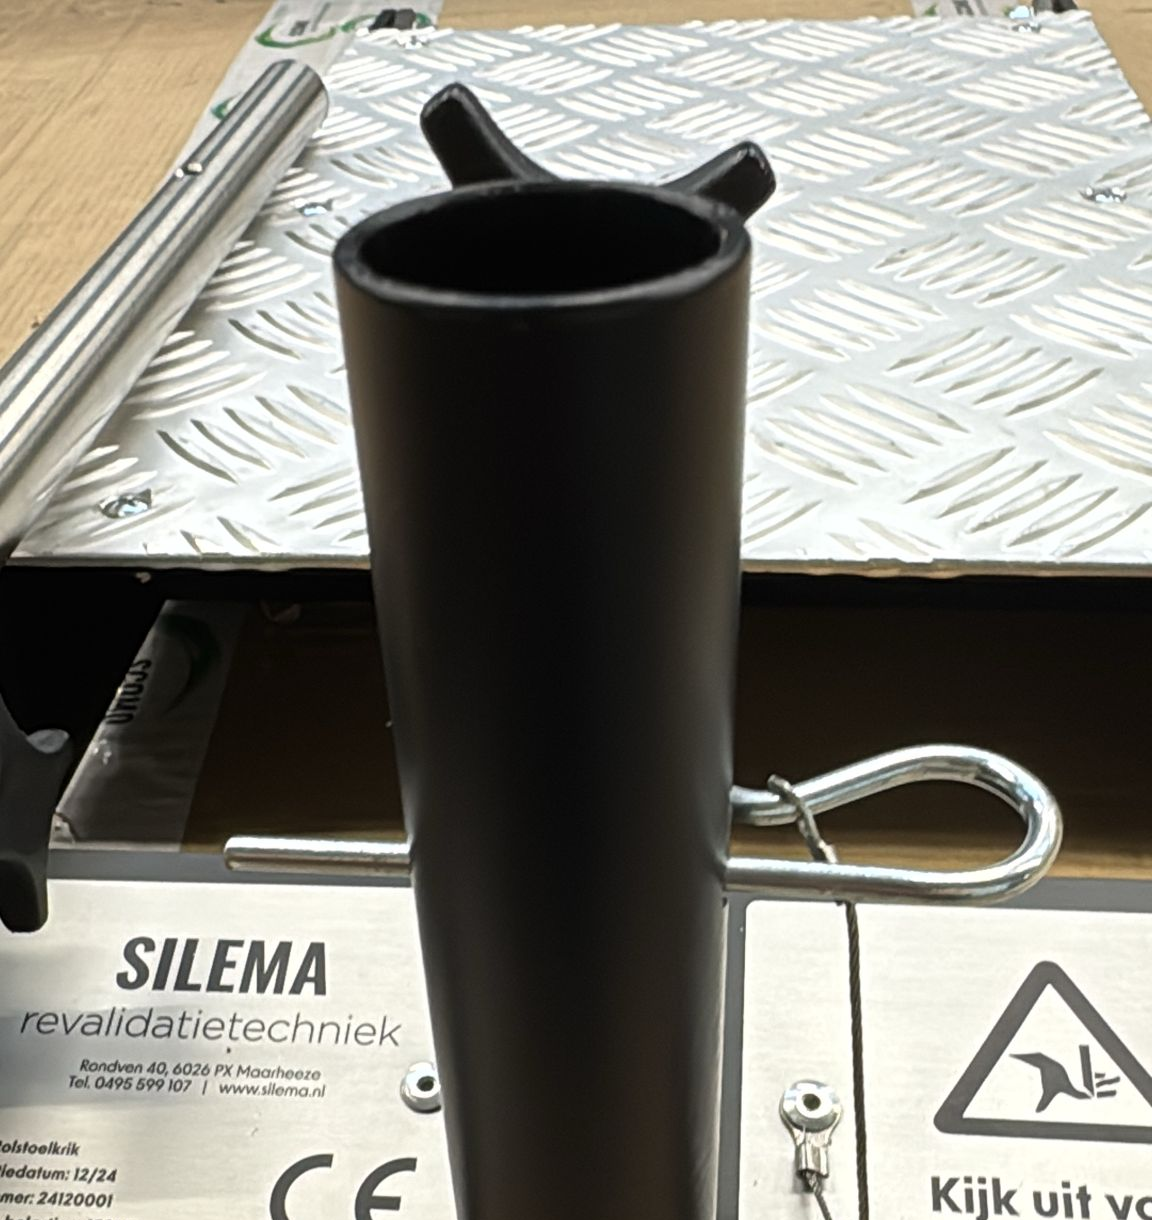 SILEMA
revalidatietechniek
Rondven 40, 6026 PX Maarheeze
Tel. 0495 599 107 | www.silema.nl
olstoelkrik
iedatum: 12/24
mer: 24120001
CE
Kijk uit vo